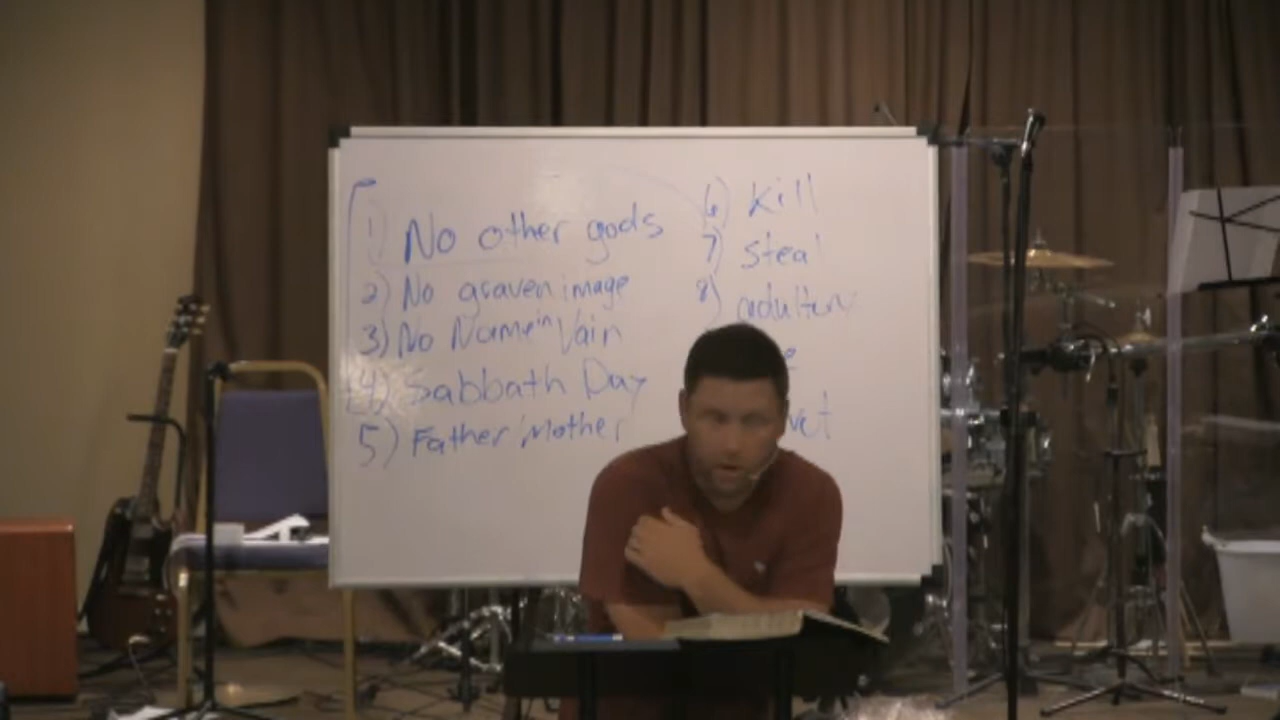 1) No other gods
2) No graven image
3) No Name in Vain
4) Sabbath Day
5) Father/Mother
6) Kill
7) Steal
8)